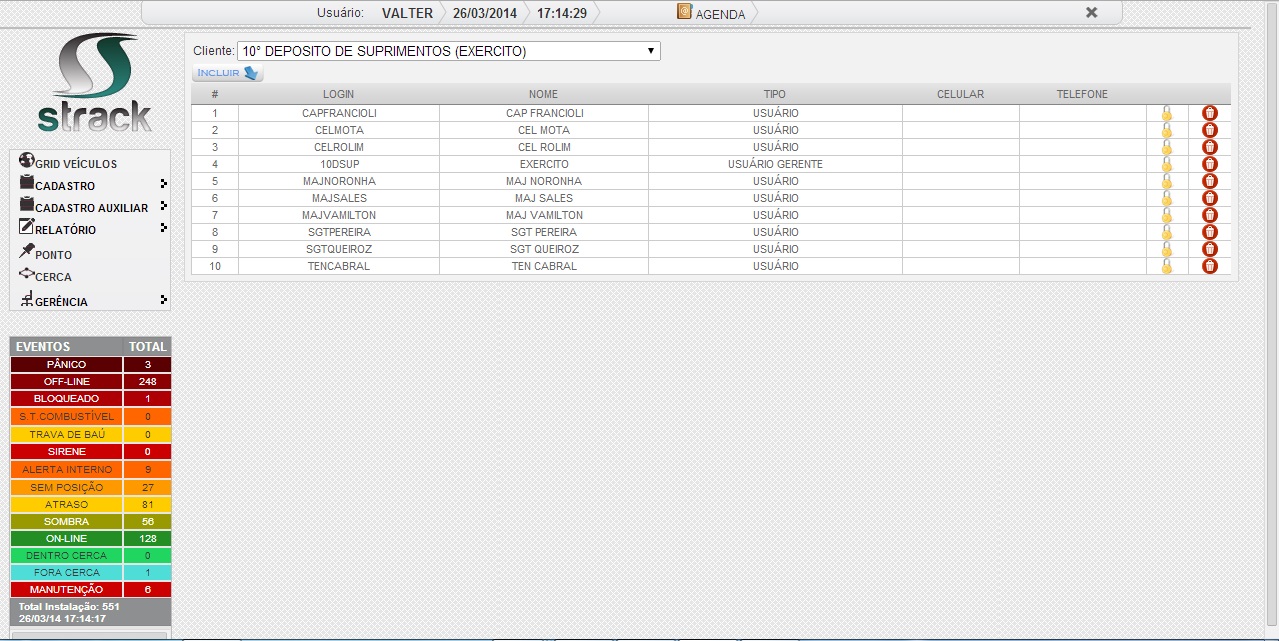 Usuário: VALTER 26/03/2014 17:14:29 AGENDA
strack
GRID VEÍCULOS
CADASTRO
CADASTRO AUXILIAR
RELATÓRIO
PONTO
CERCA
GERÊNCIA
EVENTOS TOTAL
PÂNICO 3
OFF-LINE 248
BLOQUEADO 1
S.T.COMBUSTÍVEL 0
TRAVA DE BAÚ 0
SIRENE 0
ALERTA INTERNO 9
SEM POSIÇÃO 27
ATRASO 81
SOMBRA 56
ON-LINE 128
DENTRO CERCA 0
FORA CERCA 1
MANUTENÇÃO 6
Total Instalação: 551
26/03/14 17:14:17
Cliente: 10° DEPOSITO DE SUPRIMENTOS (EXERCITO)
INCLUIR
# LOGIN NOME TIPO CELULAR TELEFONE
1 CAPFRANCIOLI CAP FRANCIOLI USUÁRIO
2 CELMOTA CEL MOTA USUÁRIO
3 CELROLIM CEL ROLIM USUÁRIO
4 10DSUP EXERCITO USUÁRIO GERENTE
5 MAJNORONHA MAJ NORONHA USUÁRIO
6 MAJSALES MAJ SALES USUÁRIO
7 MAJVAMILTON MAJ VAMILTON USUÁRIO
8 SGTPEREIRA SGT PEREIRA USUÁRIO
9 SGTQUEIROZ SGT QUEIROZ USUÁRIO
10 TENCABRAL TEN CABRAL USUÁRIO